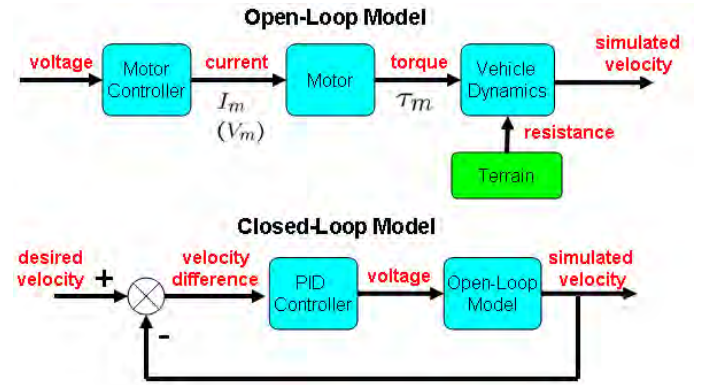 Open-Loop Model
voltage
Motor
Controller
current
I_m
(V_m)
Motor
torque
τ_m
Vehicle
Dynamics
simulated
velocity
resistance
Terrain
Closed-Loop Model
desired
velocity
+
-
velocity
difference
PID
Controller
voltage
Open-Loop
Model
simulated
velocity